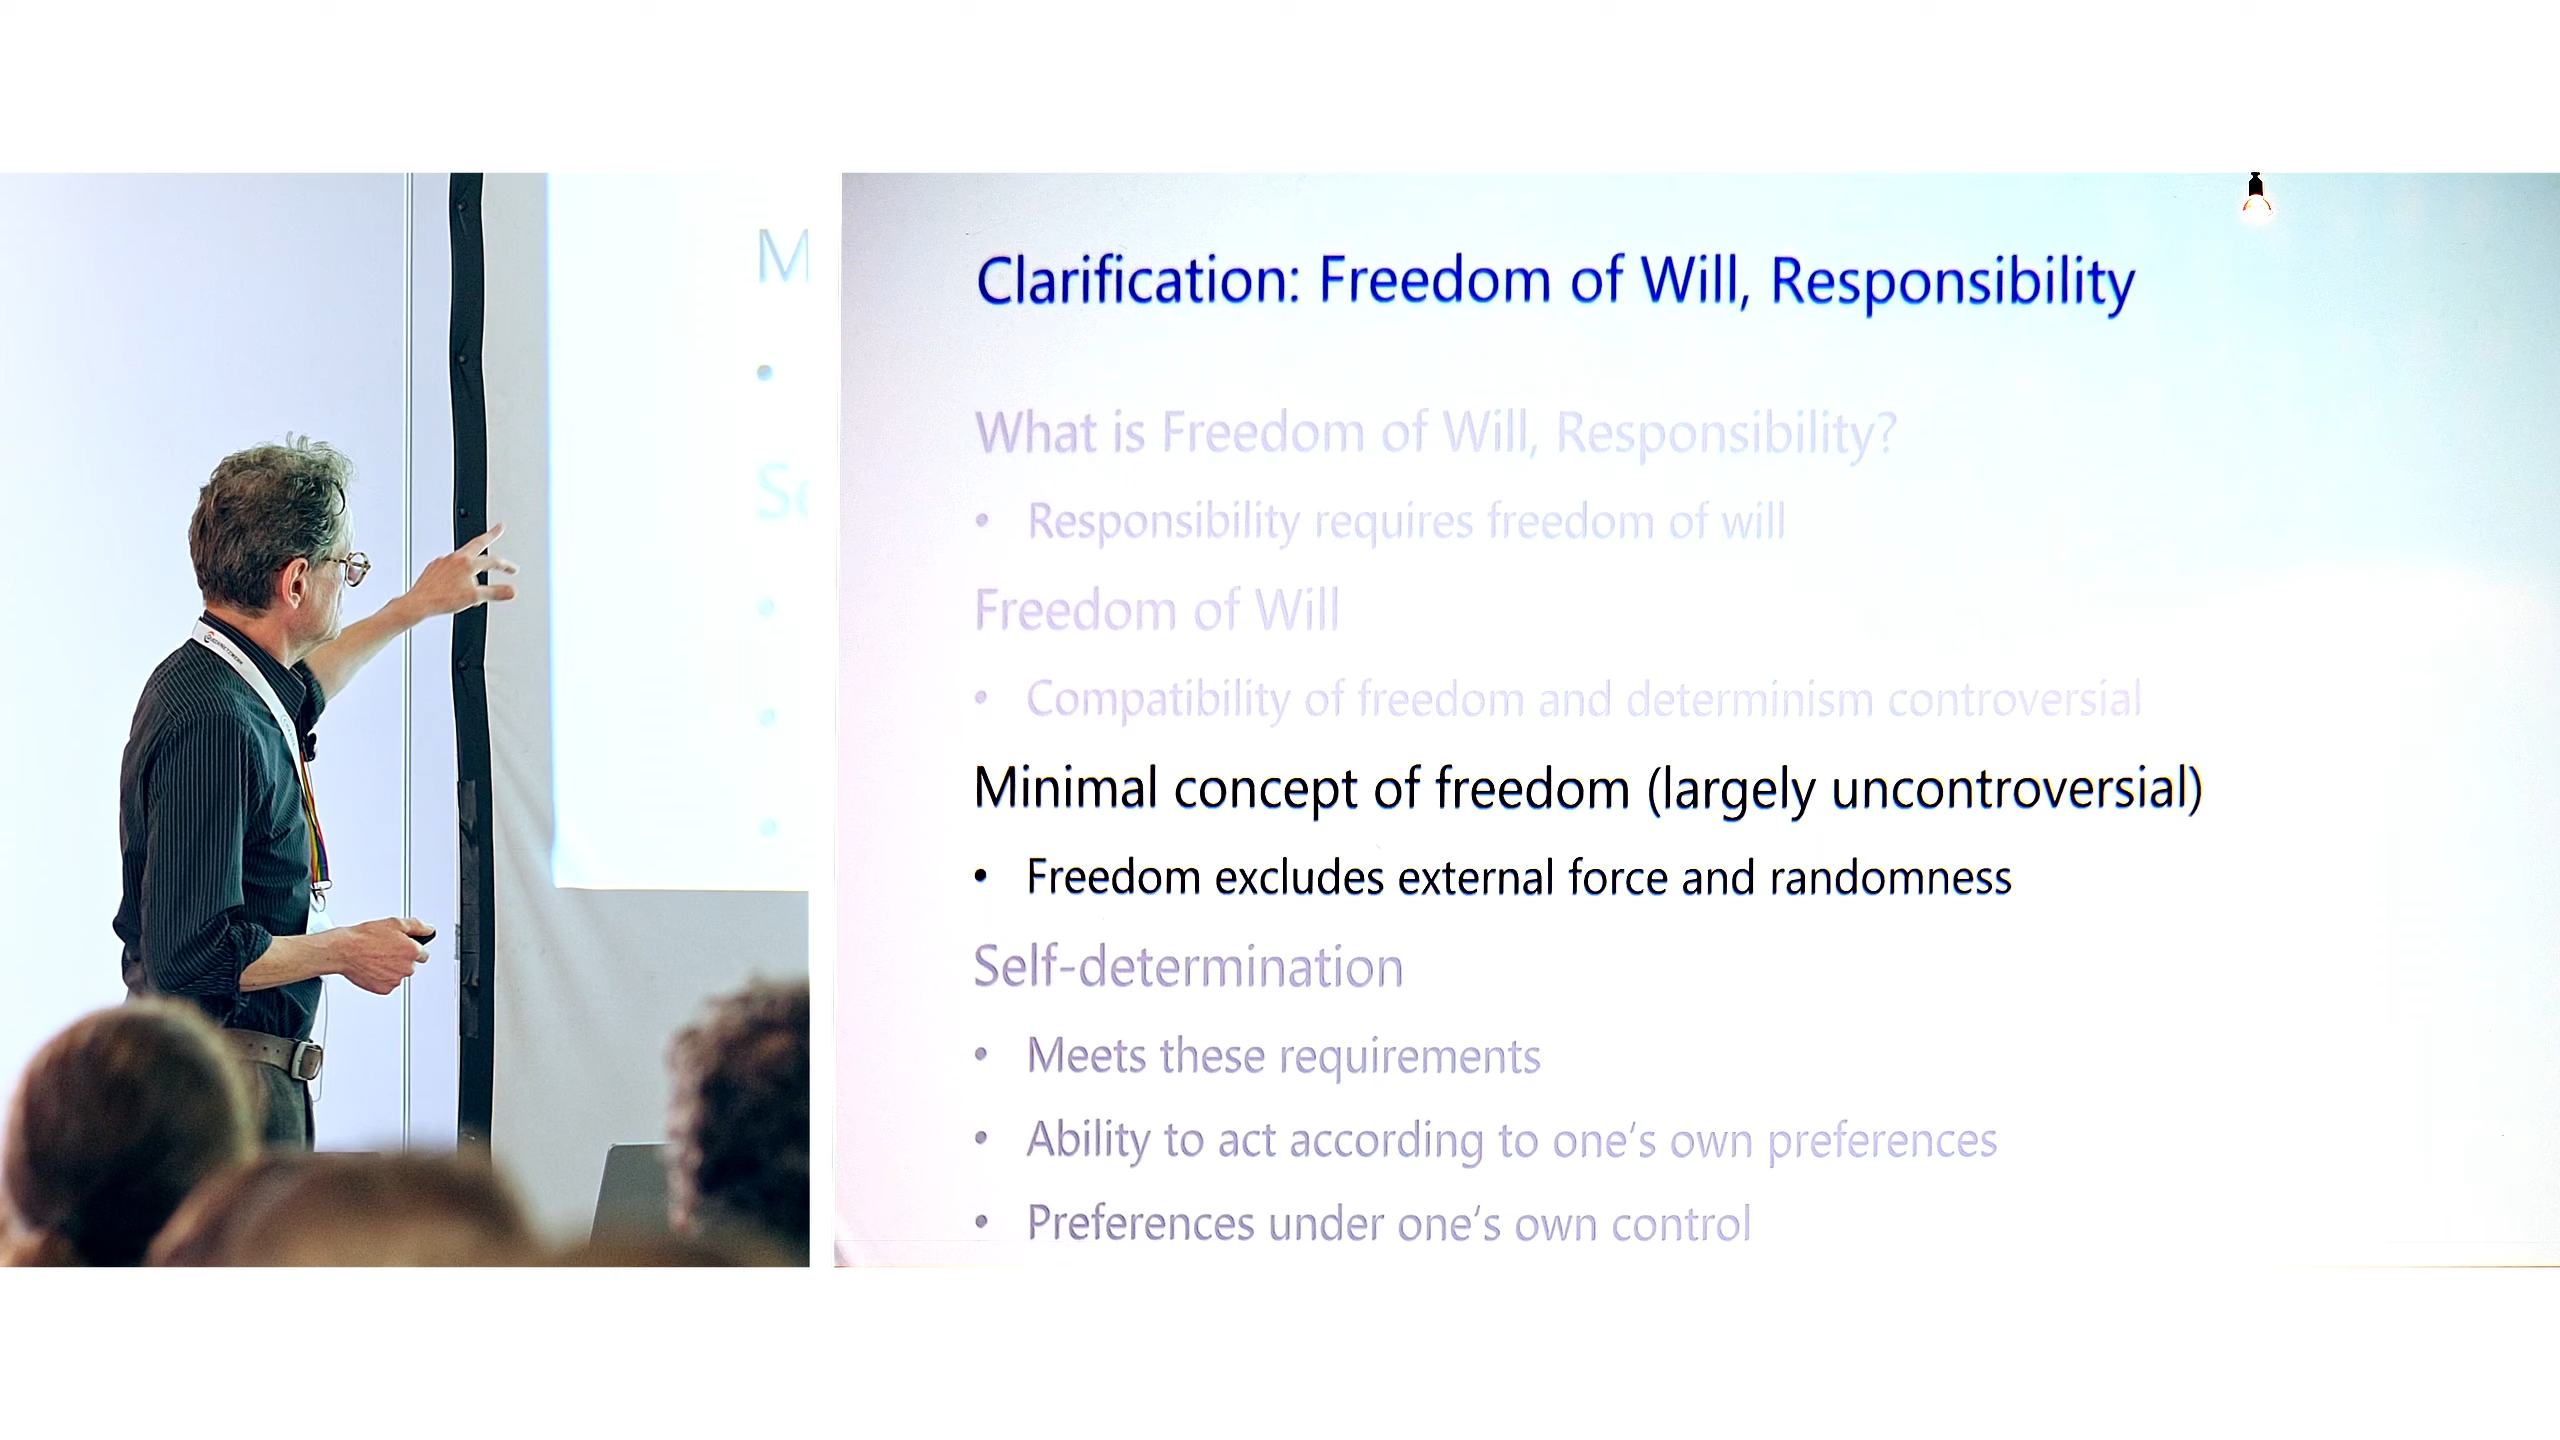 M
Se
Clarification: Freedom of Will, Responsibility
What is Freedom of Will, Responsibility?
• Responsibility requires freedom of will
Freedom of Will
• Compatibility of freedom and determinism controversial
Minimal concept of freedom (largely uncontroversial)
• Freedom excludes external force and randomness
Self-determination
• Meets these requirements
• Ability to act according to one's own preferences
• Preferences under one's own control